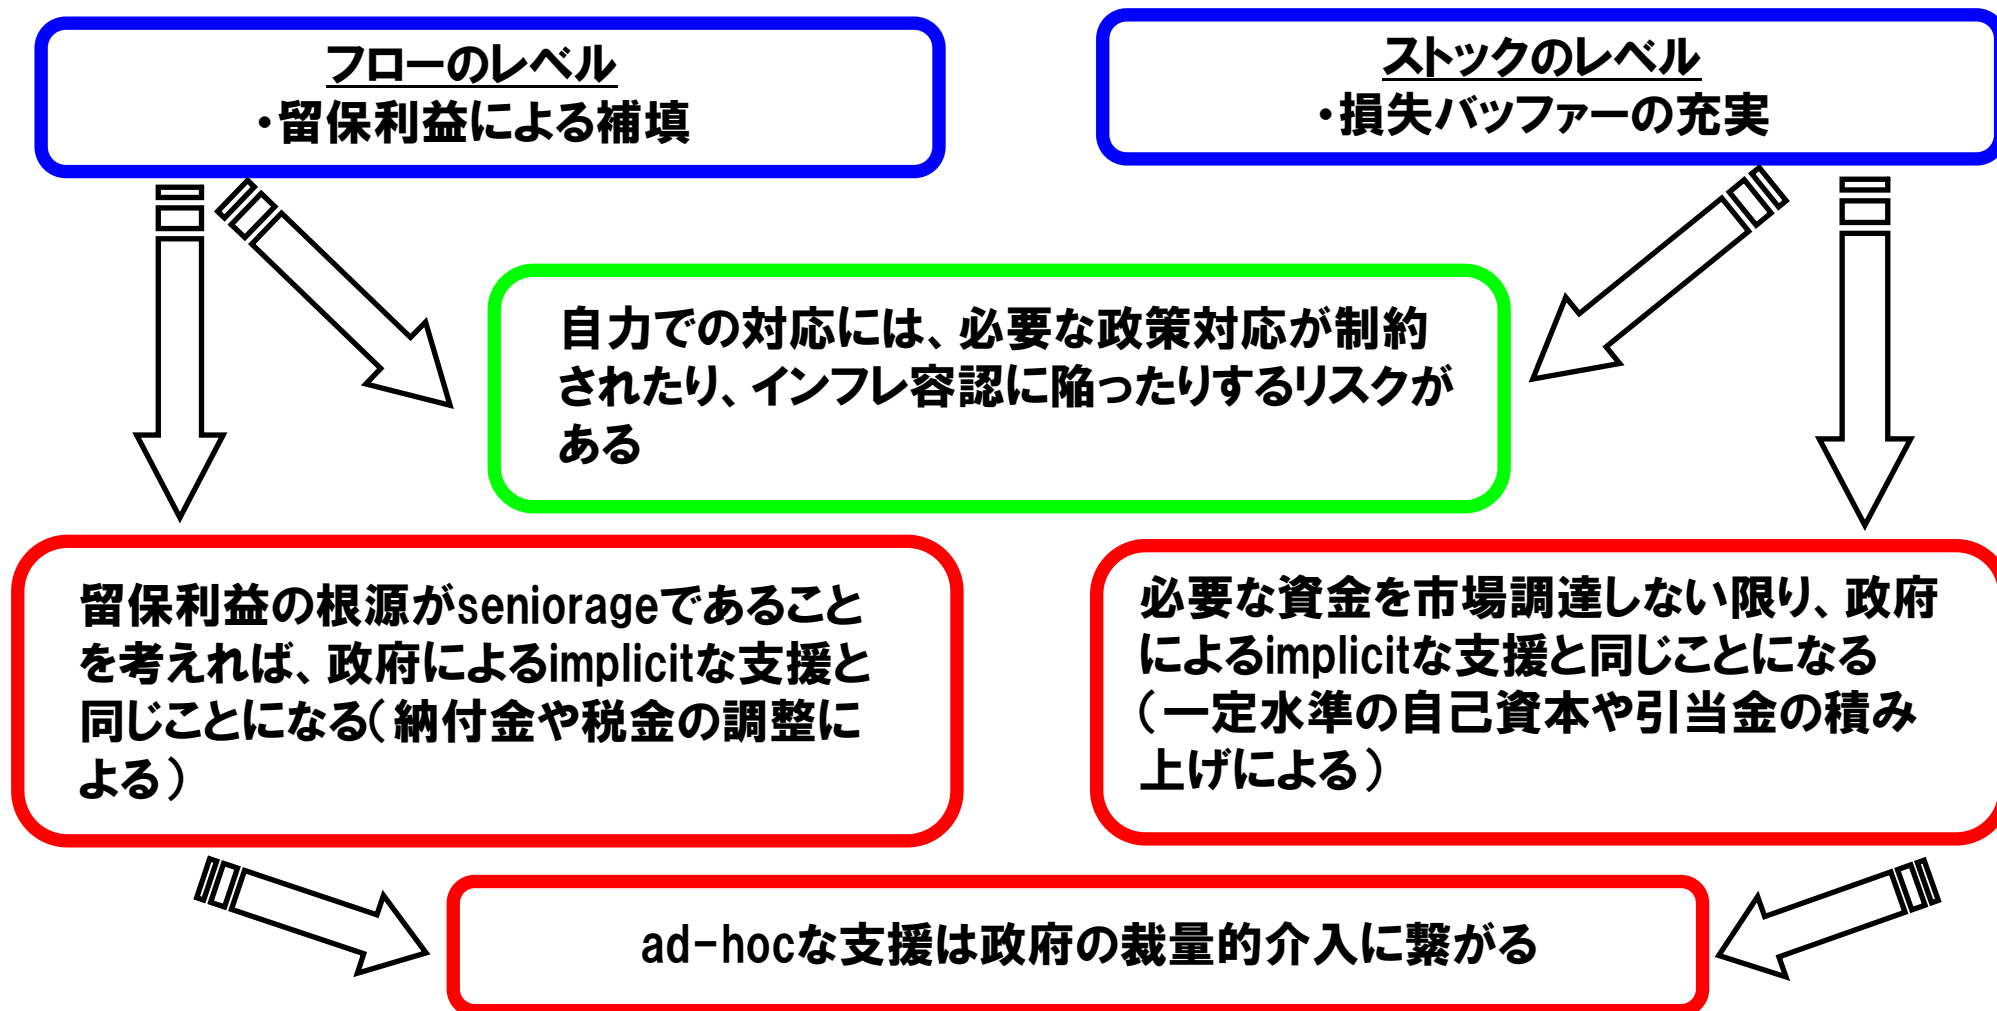 フローのレベル
・留保利益による補填
ストックのレベル
・損失バッファーの充実
自力での対応には、必要な政策対応が制約
されたり、インフレ容認に陥ったりするリスクが
ある
留保利益の根源がseniorageであること
を考えれば、政府によるimplicitな支援と
同じことになる（納付金や税金の調整に
よる）
必要な資金を市場調達しない限り、政府
によるimplicitな支援と同じことになる
（一定水準の自己資本や引当金の積み
上げによる）
ad-hocな支援は政府の裁量的介入に繋がる